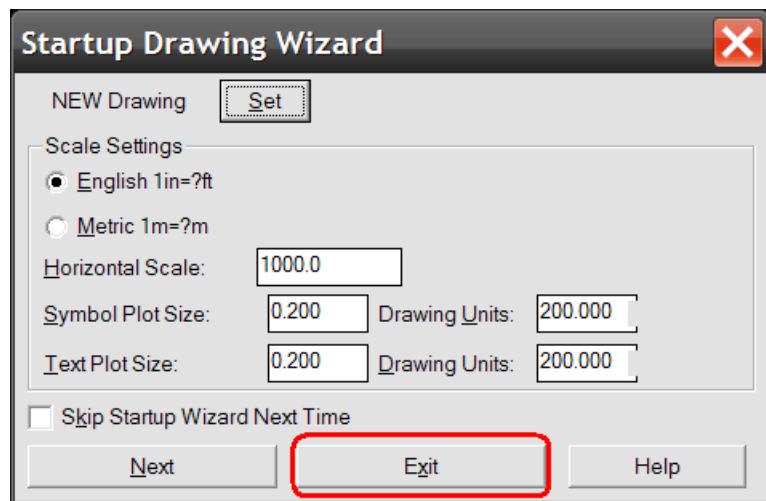 Startup Drawing Wizard
NEW Drawing Set
Scale Settings
English 1in=?ft
Metric 1m=?m
Horizontal Scale: 1000.0
Symbol Plot Size: 0.200 Drawing Units: 200.000
Text Plot Size: 0.200 Drawing Units: 200.000
Skip Startup Wizard Next Time
Next Exit Help